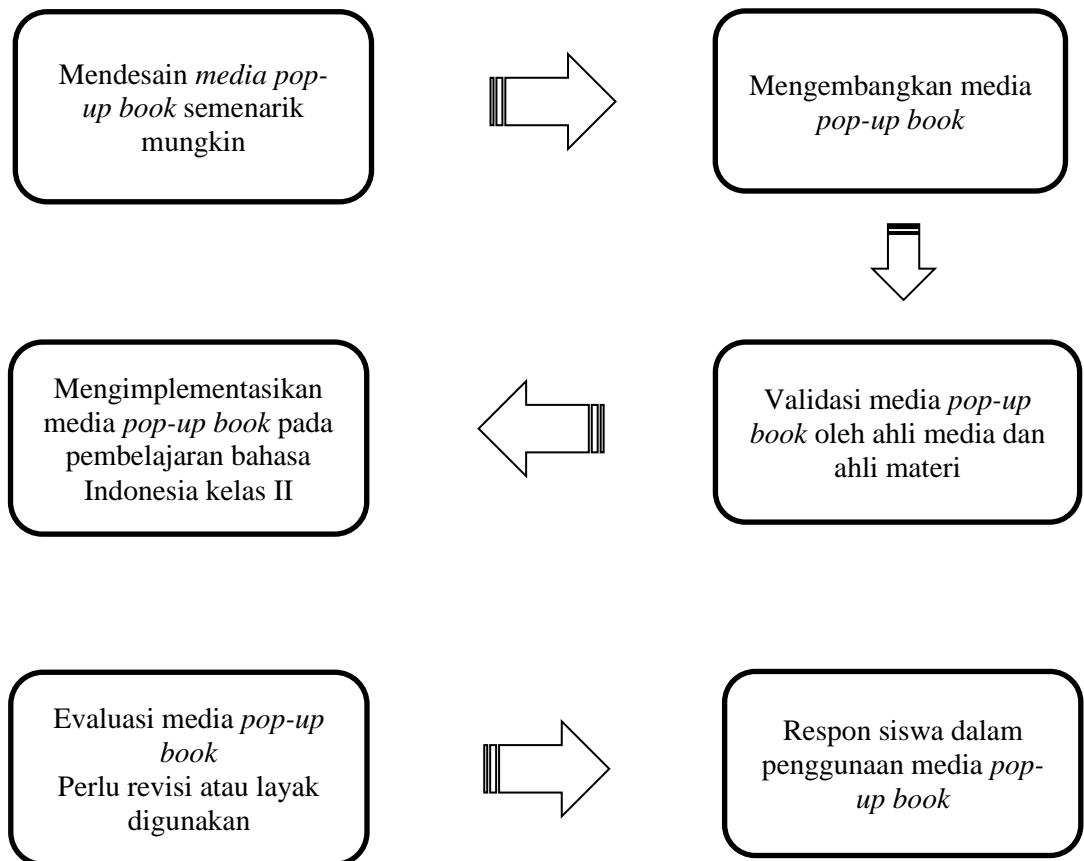 Mendesain media pop-
up book semenarik
mungkin
Mengembangkan media
pop-up book
Validasi media pop-up
book oleh ahli media dan
ahli materi
Mengimplementasikan
media pop-up book pada
pembelajaran bahasa
Indonesia kelas II
Evaluasi media pop-up
book
Perlu revisi atau layak
digunakan
Respon siswa dalam
penggunaan media pop-
up book